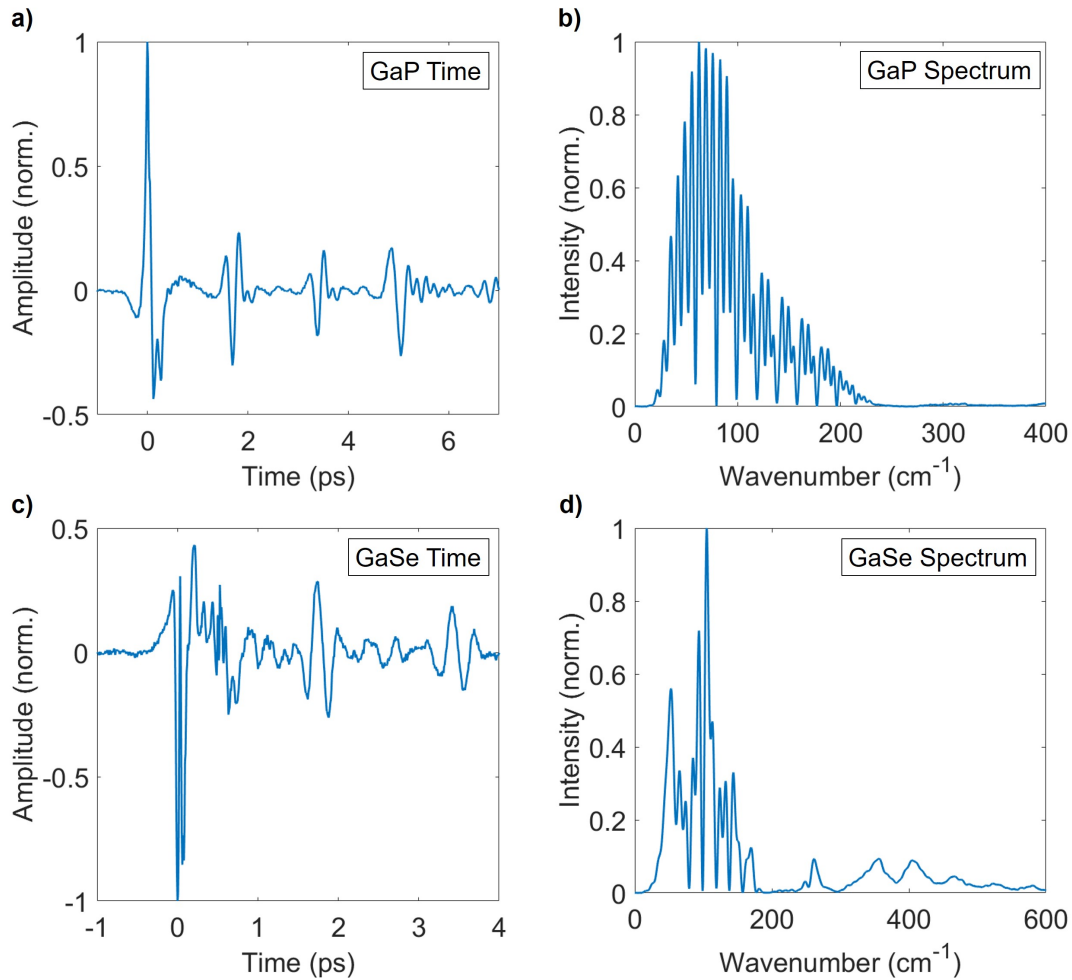 a)
GaP Time
Amplitude (norm.)
1
0.5
0
-0.5
0 2 4 6
Time (ps)
b)
GaP Spectrum
Intensity (norm.)
1
0.8
0.6
0.4
0.2
0
0 100 200 300 400
Wavenumber (cm-1)
c)
GaSe Time
Amplitude (norm.)
0.5
0
-0.5
-1
-1 0 1 2 3 4
Time (ps)
d)
GaSe Spectrum
Intensity (norm.)
1
0.8
0.6
0.4
0.2
0
0 200 400 600
Wavenumber (cm-1)